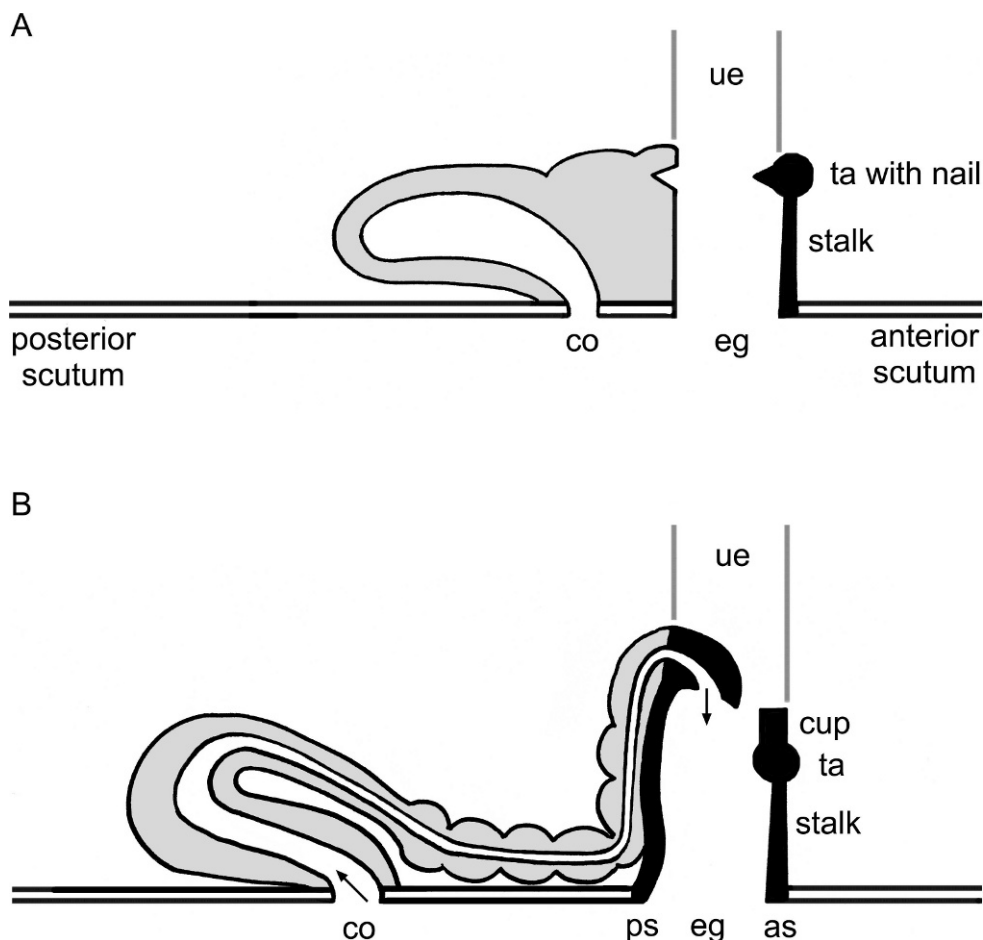 A
ue
ta with nail
stalk
posterior
scutum
co
eg
anterior
scutum
B
ue
cup
ta
stalk
co
ps
eg
as